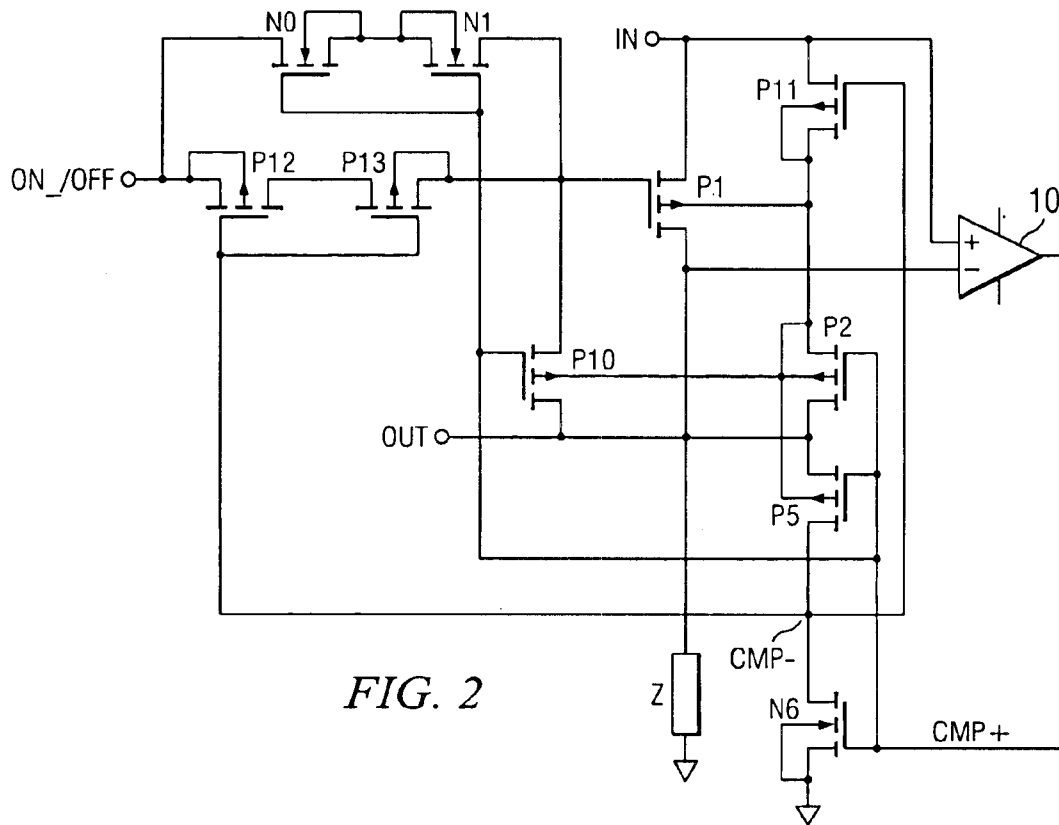 N0
N1
IN
P11
ON_/OFF
P12
P13
P1
10
+
−
P2
P10
OUT
P5
CMP-
FIG. 2
Z
N6
CMP+